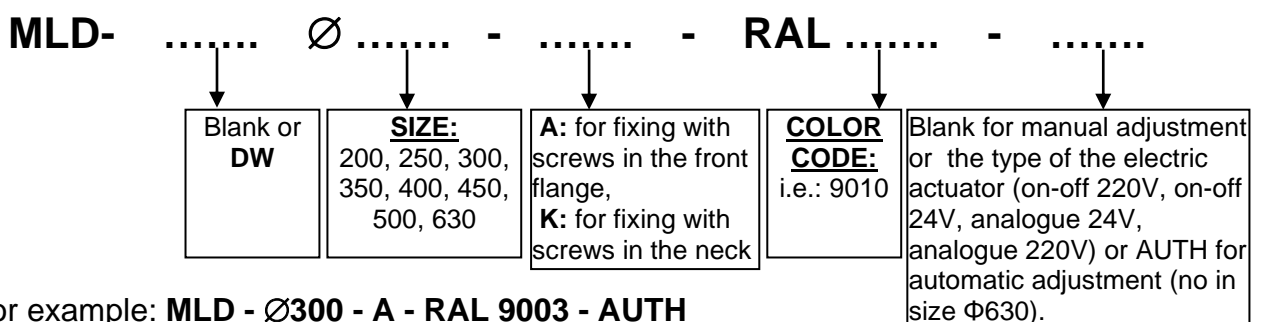 MLD- ....... ∅ ....... - ....... - RAL ....... - .......
Blank or
DW
SIZE:
200, 250, 300,
350, 400, 450,
500, 630
A: for fixing with
screws in the front
flange,
K: for fixing with
screws in the neck
COLOR
CODE:
i.e.: 9010
Blank for manual adjustment
or the type of the electric
actuator (on-off 220V, on-off
24V, analogue 24V,
analogue 220V) or AUTH for
automatic adjustment (no in
size Φ630).
or example: MLD - ∅300 - A - RAL 9003 - AUTH